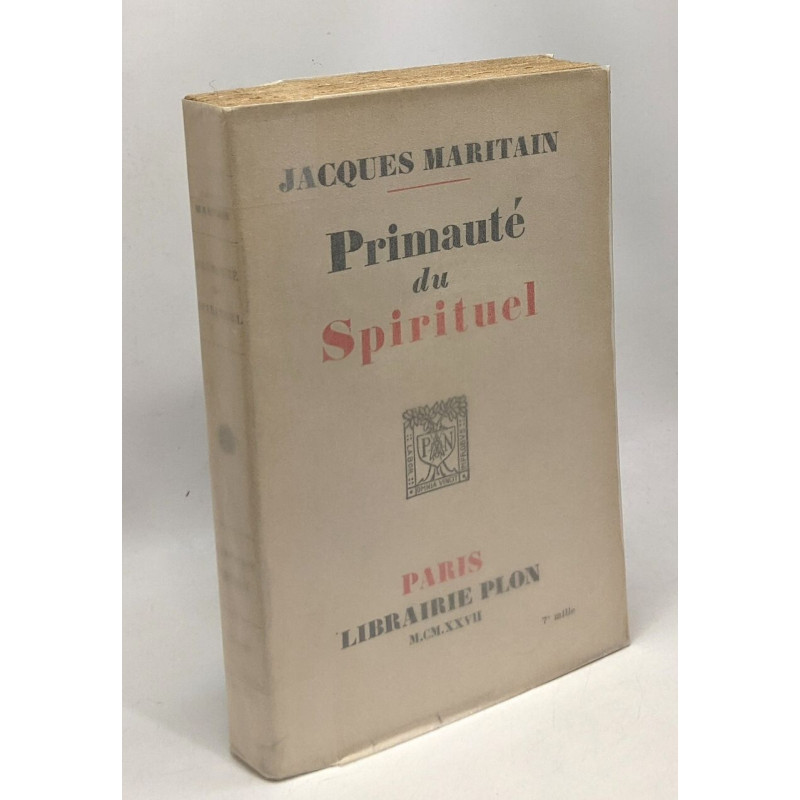 JACQUES MARITAIN
Primauté
du
Spirituel
PARIS
LIBRAIRIE PLON
M.CM.XXVII
7e mille